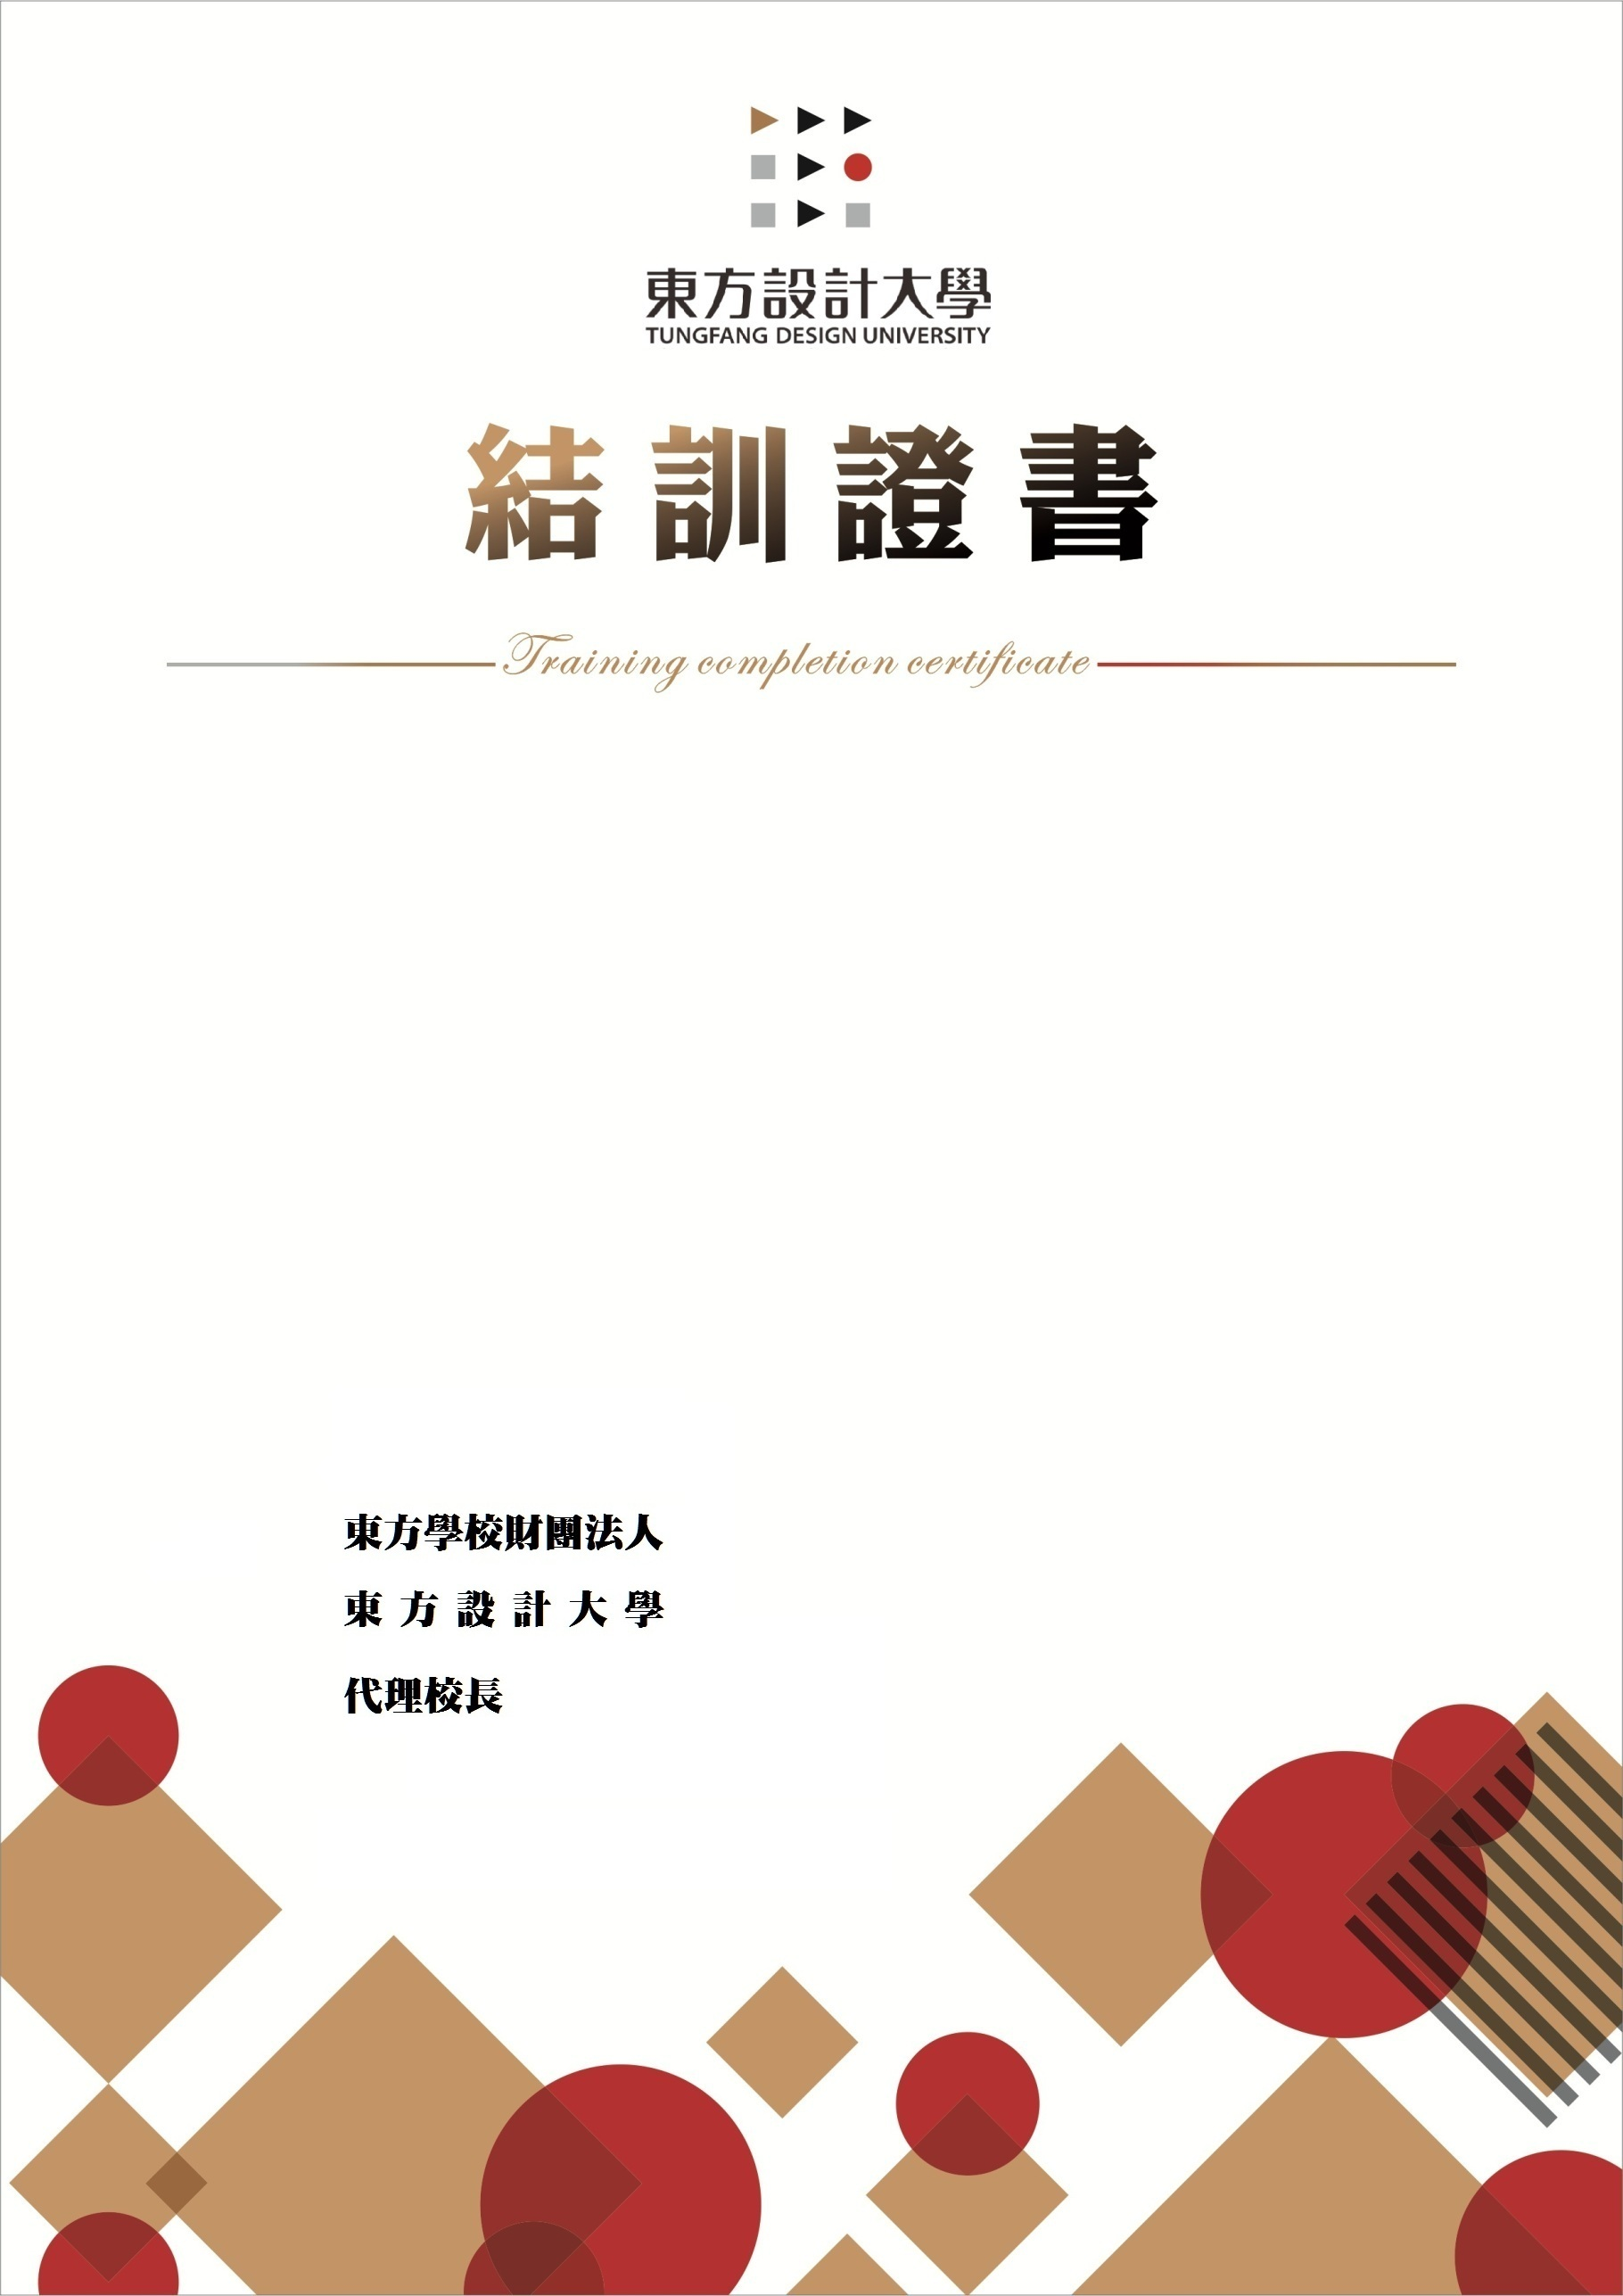 東方設計大學
TUNGFANG DESIGN UNIVERSITY
結訓證書
Training completion certificate
東方學校財團法人
東方設計大學
代理校長